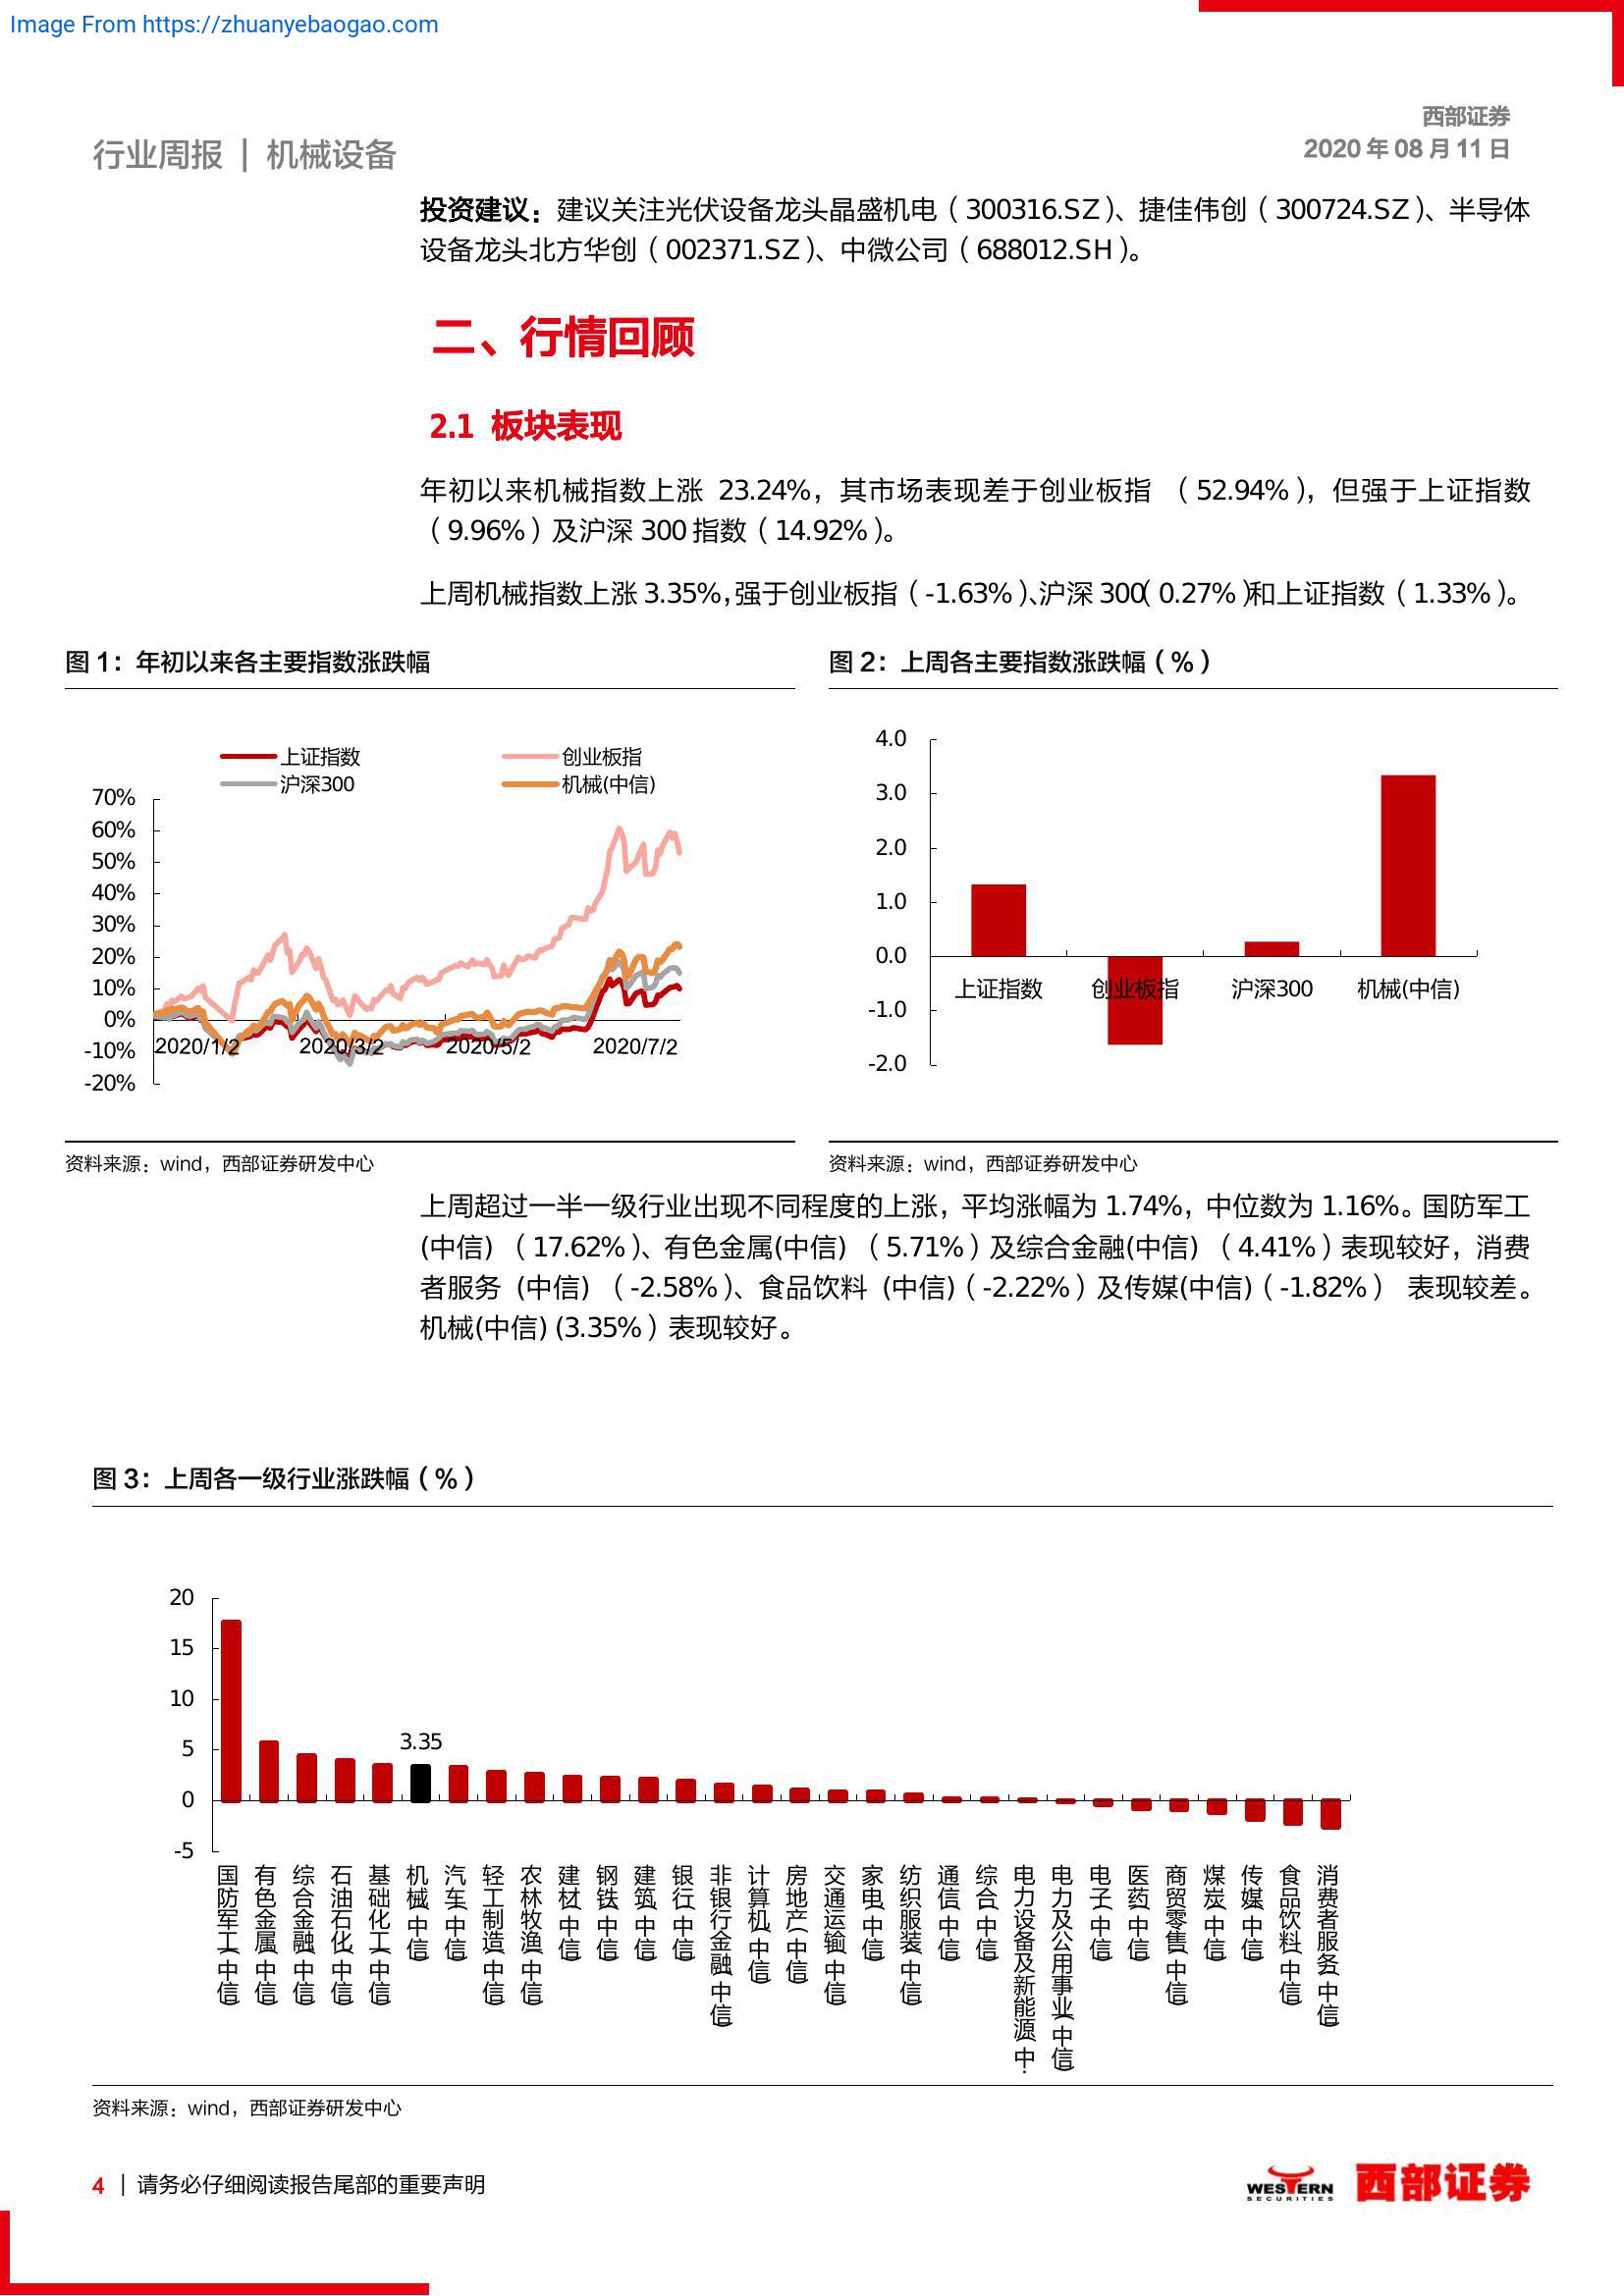 Image From https://zhuanyebaogao.com
西部证券
行业周报 | 机械设备
2020 年 08 月 11 日
投资建议：建议关注光伏设备龙头晶盛机电（300316.SZ）、捷佳伟创（300724.SZ）、半导体
设备龙头北方华创（002371.SZ）、中微公司（688012.SH）。
二、行情回顾
2.1 板块表现
年初以来机械指数上涨 23.24%，其市场表现差于创业板指 （52.94%），但强于上证指数
（9.96%）及沪深 300 指数（14.92%）。
上周机械指数上涨 3.35%，强于创业板指（-1.63%）、沪深 300（0.27%）和上证指数（1.33%）。
图 1：年初以来各主要指数涨跌幅
上证指数 创业板指
沪深300 机械(中信)
70%
60%
50%
40%
30%
20%
10%
0%
-10%
-20%
2020/1/2 2020/3/2 2020/5/2 2020/7/2
资料来源：wind，西部证券研发中心
图 2：上周各主要指数涨跌幅（%）
4.0
3.0
2.0
1.0
0.0
-1.0
-2.0
上证指数 创业板指 沪深300 机械(中信)
资料来源：wind，西部证券研发中心
上周超过一半一级行业出现不同程度的上涨，平均涨幅为 1.74%，中位数为 1.16%。国防军工
(中信) （17.62%）、有色金属(中信) （5.71%）及综合金融(中信) （4.41%）表现较好，消费
者服务 (中信) （-2.58%）、食品饮料 (中信)（-2.22%）及传媒(中信)（-1.82%） 表现较差。
机械(中信) (3.35%）表现较好。
图 3：上周各一级行业涨跌幅（%）
20
15
10
5
0
-5
3.35
国防军工(中信)
有色金属(中信)
综合金融(中信)
石油石化(中信)
基础化工(中信)
机械(中信)
汽车(中信)
轻工制造(中信)
农林牧渔(中信)
建材(中信)
钢铁(中信)
建筑(中信)
银行(中信)
非银行金融(中信)
计算机(中信)
房地产(中信)
交通运输(中信)
家电(中信)
纺织服装(中信)
通信(中信)
综合(中信)
电力设备及新能源(中…
电力及公用事业(中信)
电子(中信)
医药(中信)
商贸零售(中信)
煤炭(中信)
传媒(中信)
食品饮料(中信)
消费者服务(中信)
资料来源：wind，西部证券研发中心
4 | 请务必仔细阅读报告尾部的重要声明
WESTERN
SECURITIES
西部证券